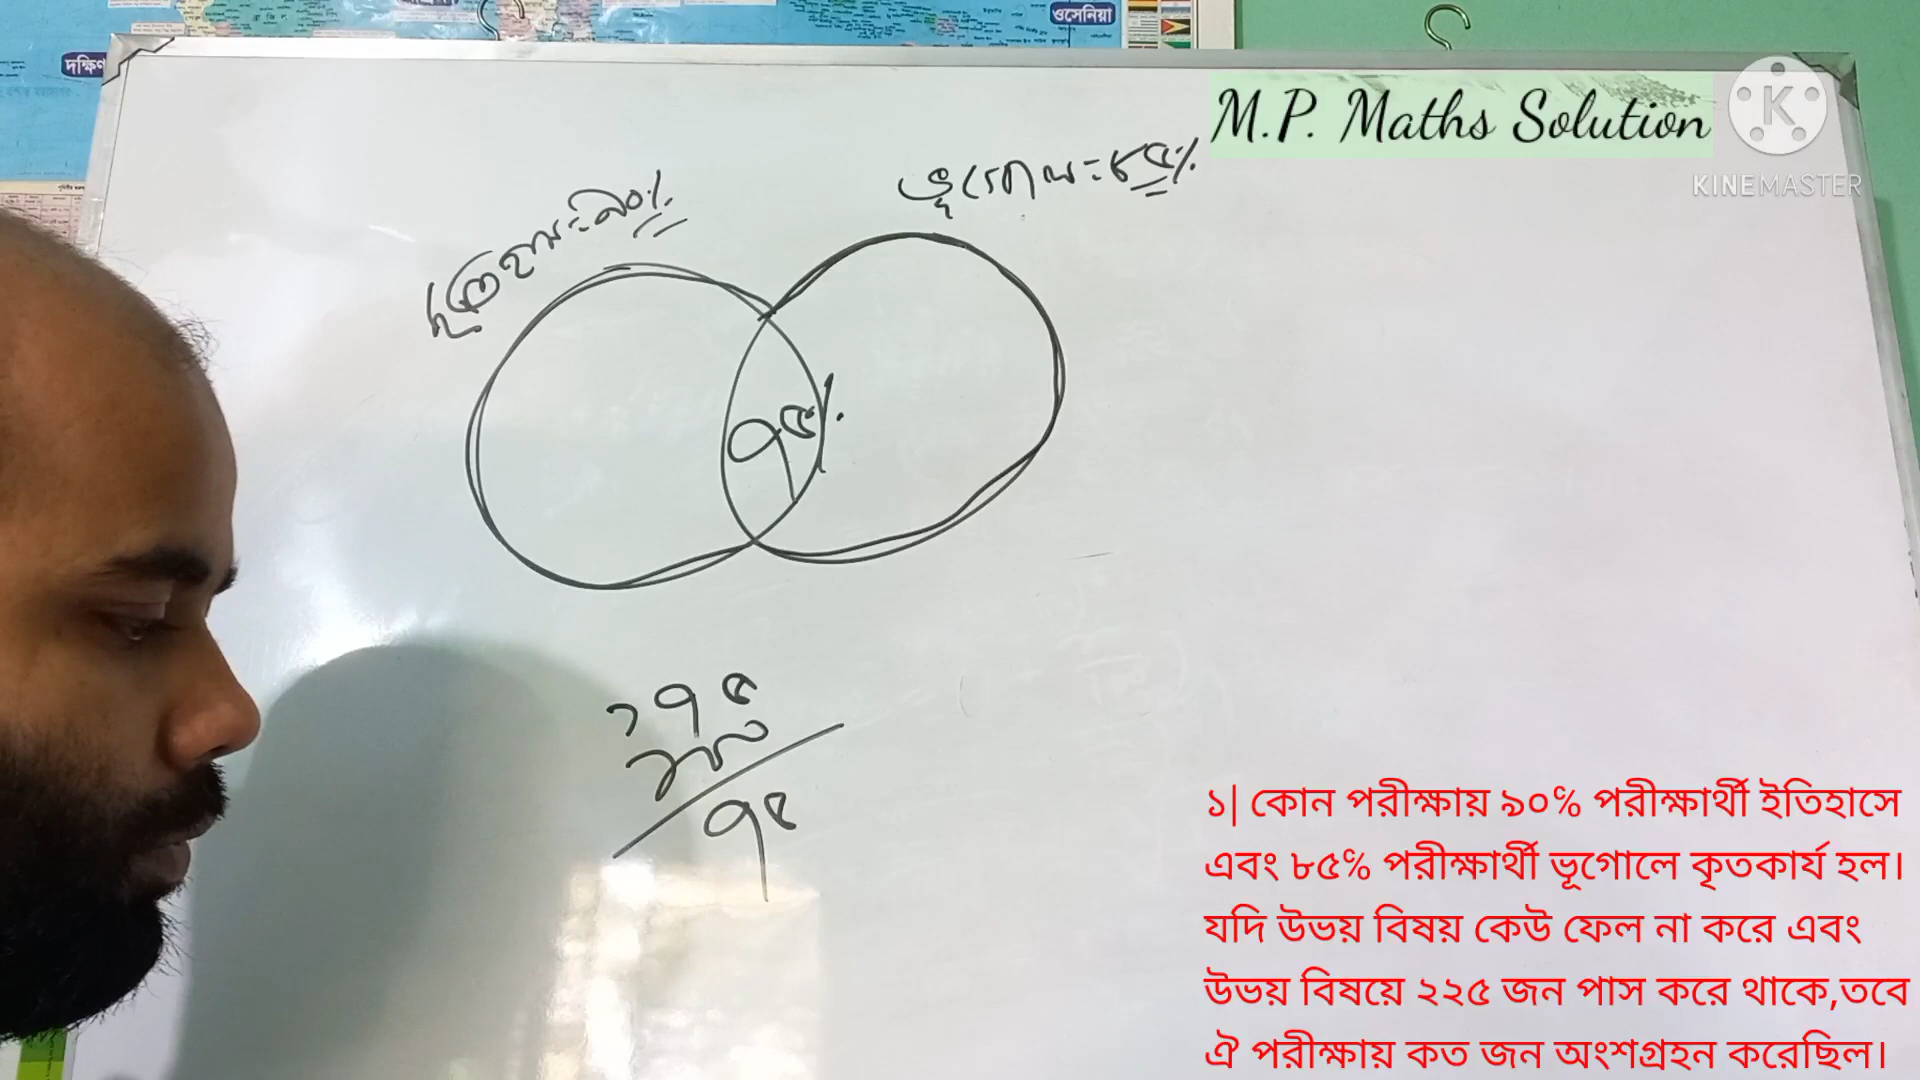 ওসেনিয়া
দক্ষিণ
M.P. Maths Solution
KINEMASTER
ইতিহাস=৯০%
ভূগোল=৮৫%
৭৫%
১৭৫
১০০
৭৫
১| কোন পরীক্ষায় ৯০% পরীক্ষার্থী ইতিহাসে
এবং ৮৫% পরীক্ষার্থী ভূগোলে কৃতকার্য হল।
যদি উভয় বিষয় কেউ ফেল না করে এবং
উভয় বিষয়ে ২২৫ জন পাস করে থাকে,তবে
ঐ পরীক্ষায় কত জন অংশগ্রহন করেছিল।